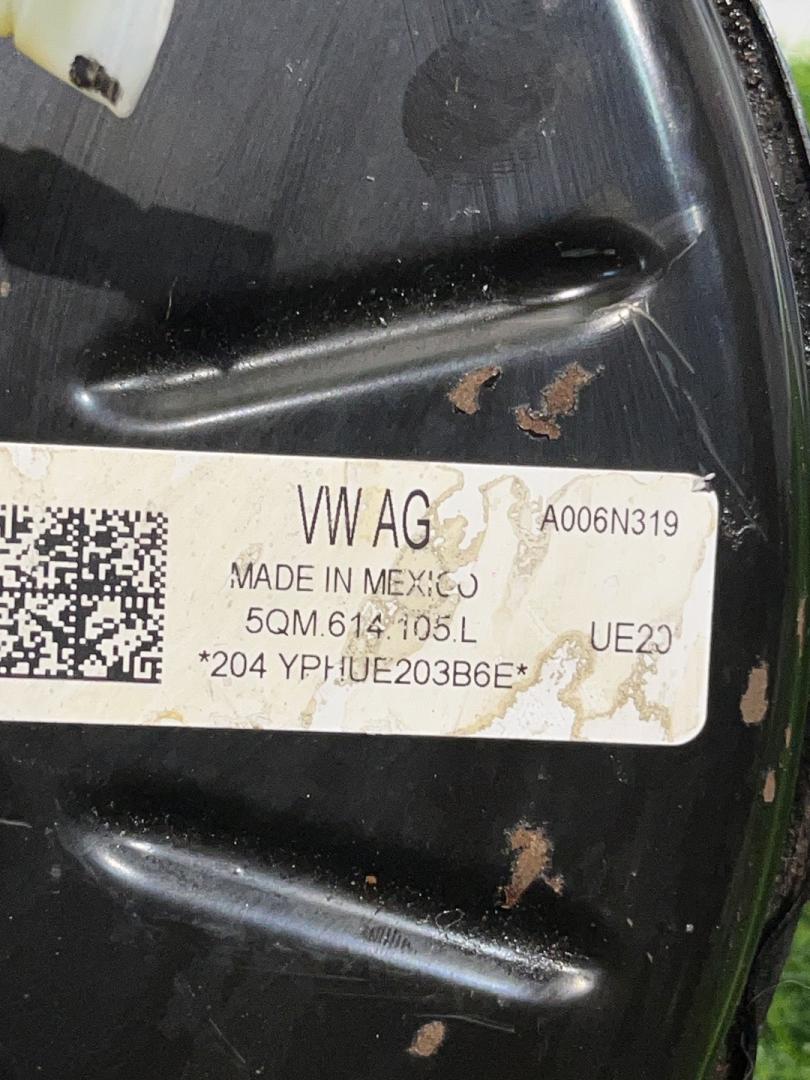 VW AG
A006N319
MADE IN MEXICO
5QM.614.105.L
UE20
*204 YPHUE203B6E*